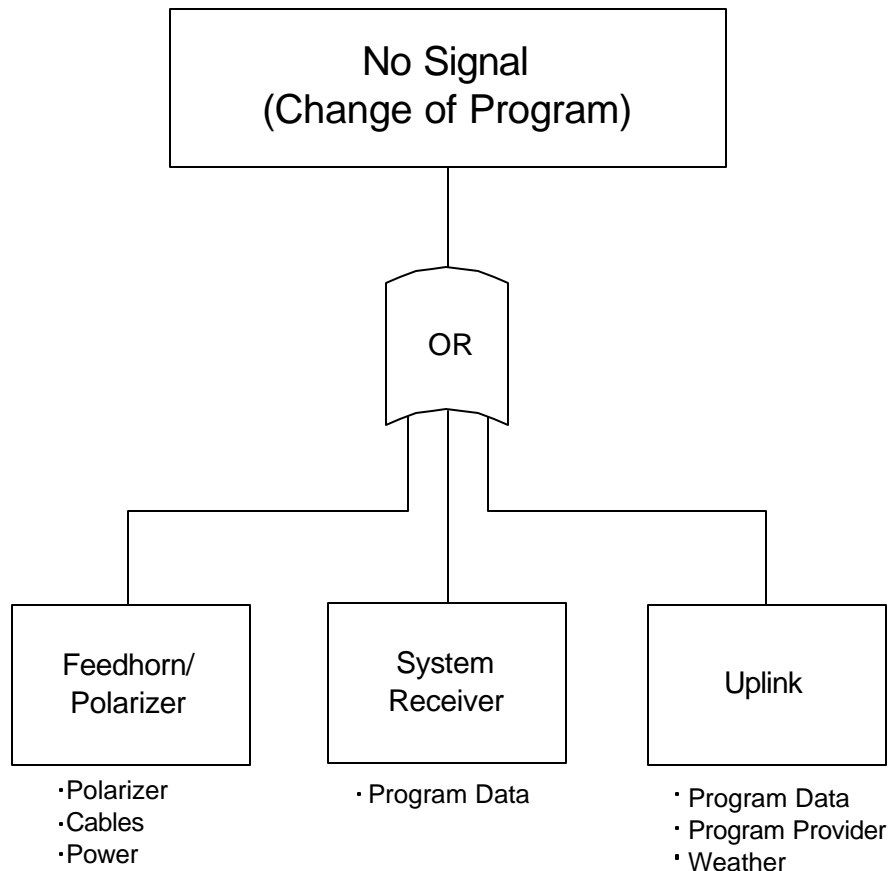 No Signal
(Change of Program)
OR
Feedhorn/
Polarizer
System
Receiver
Uplink
·Polarizer
·Cables
·Power
· Program Data
· Program Data
· Program Provider
· Weather